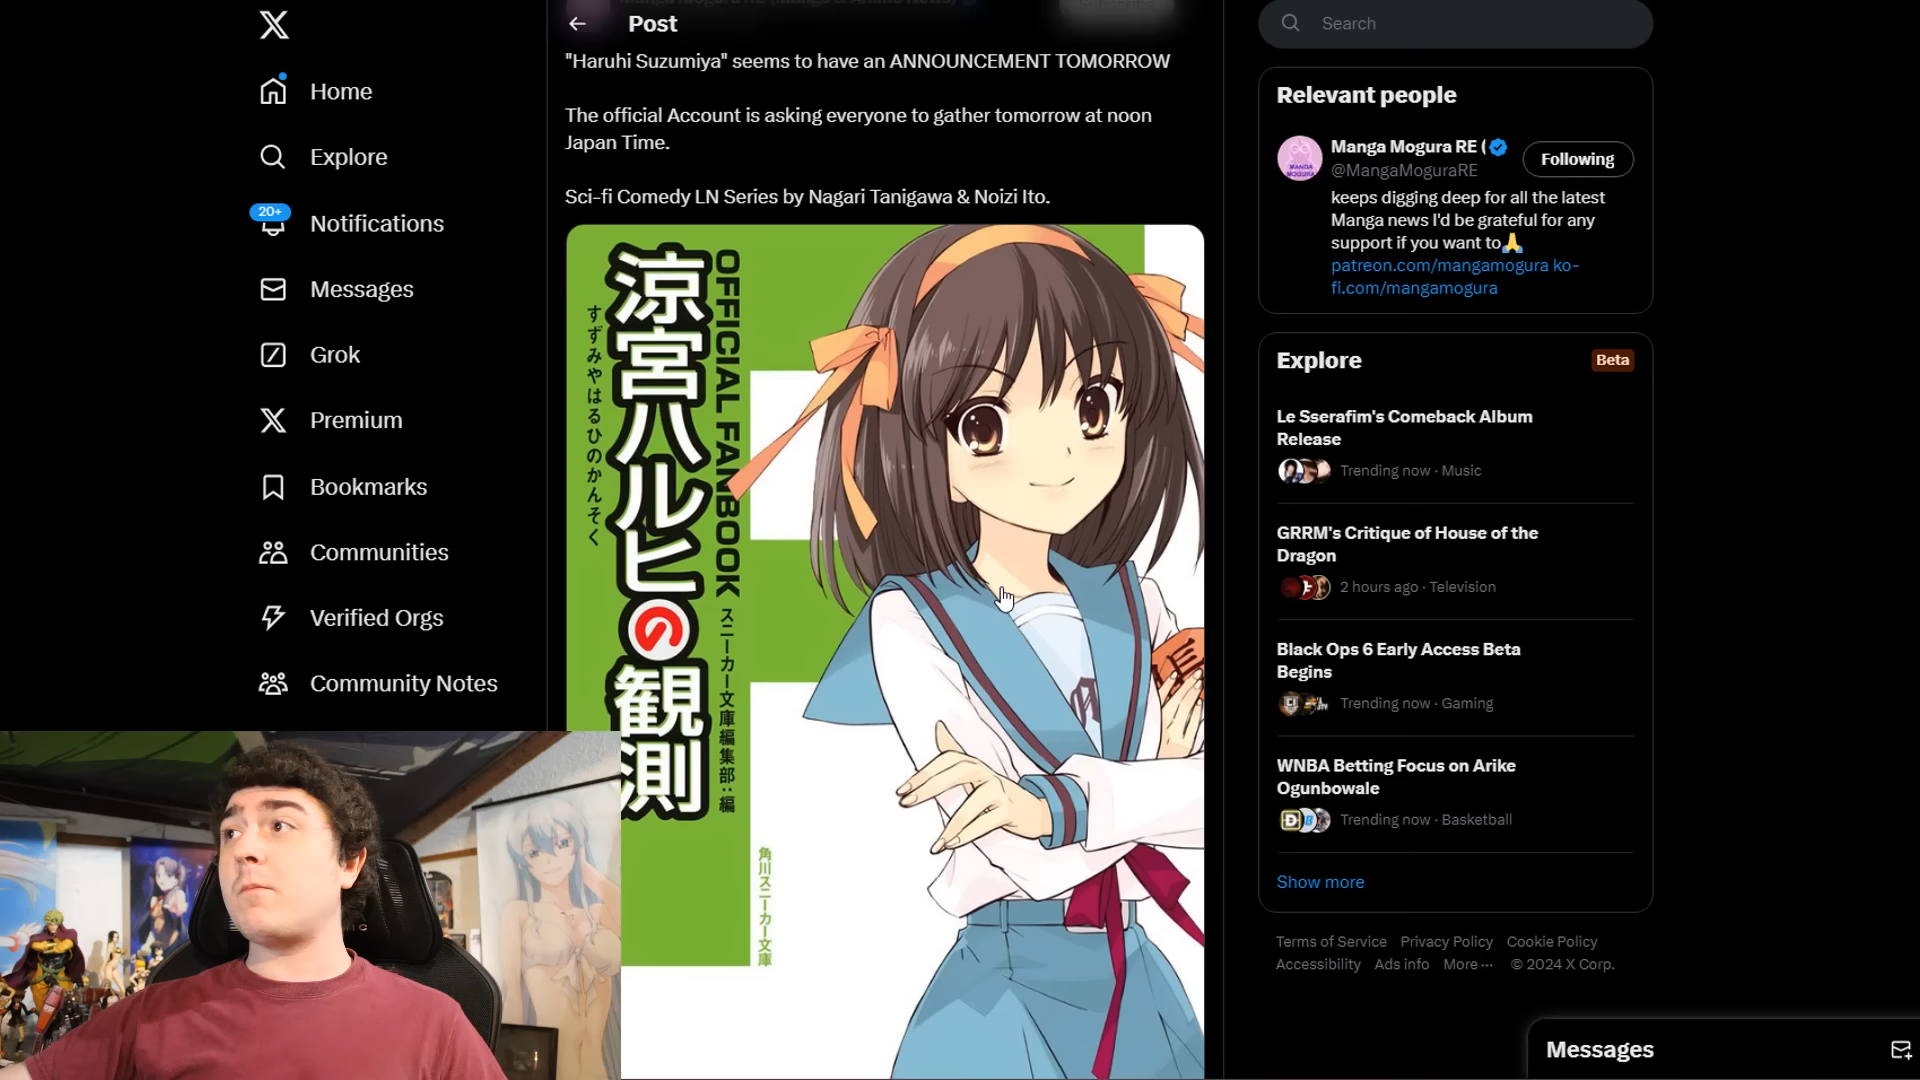 Home
Explore
20+
Notifications
Messages
Grok
Premium
Bookmarks
Communities
Verified Orgs
Community Notes
Post
"Haruhi Suzumiya" seems to have an ANNOUNCEMENT TOMORROW
The official Account is asking everyone to gather tomorrow at noon
Japan Time.
Sci-fi Comedy LN Series by Nagari Tanigawa & Noizi Ito.
OFFICIAL FANBOOK
涼宮ハルヒの観測
すずみやはるひのかんそく
スニーカー文庫編集部:編
角川スニーカー文庫
Search
Relevant people
Manga Mogura RE (
@MangaMoguraRE
Following
keeps digging deep for all the latest
Manga news I'd be grateful for any
support if you want to🙏
patreon.com/mangamogura ko-
fi.com/mangamogura
Explore
Beta
Le Sserafim's Comeback Album
Release
Trending now · Music
GRRM's Critique of House of the
Dragon
2 hours ago · Television
Black Ops 6 Early Access Beta
Begins
Trending now · Gaming
WNBA Betting Focus on Arike
Ogunbowale
Trending now · Basketball
Show more
Terms of Service Privacy Policy Cookie Policy
Accessibility Ads info More ··· © 2024 X Corp.
Messages